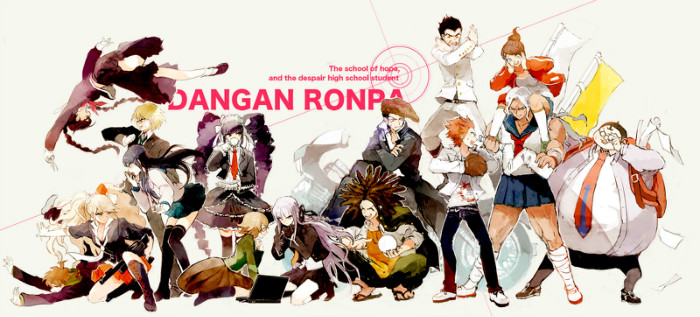 The school of hope,
and the despair high school student
DANGAN RONPA